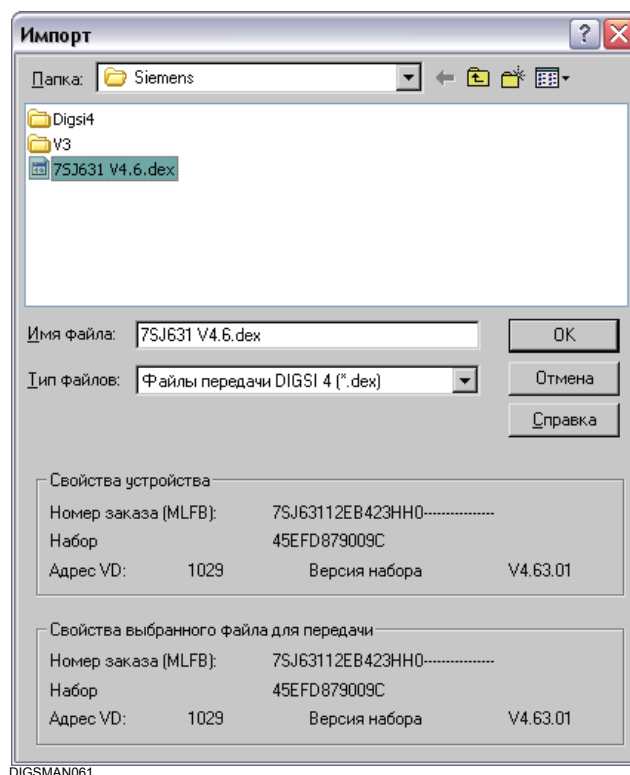 Импорт
Папка: Siemens
Digsi4
V3
7SJ631 V4.6.dex
Имя файла: 7SJ631 V4.6.dex OK
Тип файлов: Файлы передачи DIGSI 4 (*.dex) Отмена
Справка
Свойства устройства
Номер заказа (MLFB): 7SJ63112EB423HH0---------------
Набор 45EFD879009C
Адрес VD: 1029 Версия набора V4.63.01
Свойства выбранного файла для передачи
Номер заказа (MLFB): 7SJ63112EB423HH0---------------
Набор 45EFD879009C
Адрес VD: 1029 Версия набора V4.63.01
DIGSMAN061